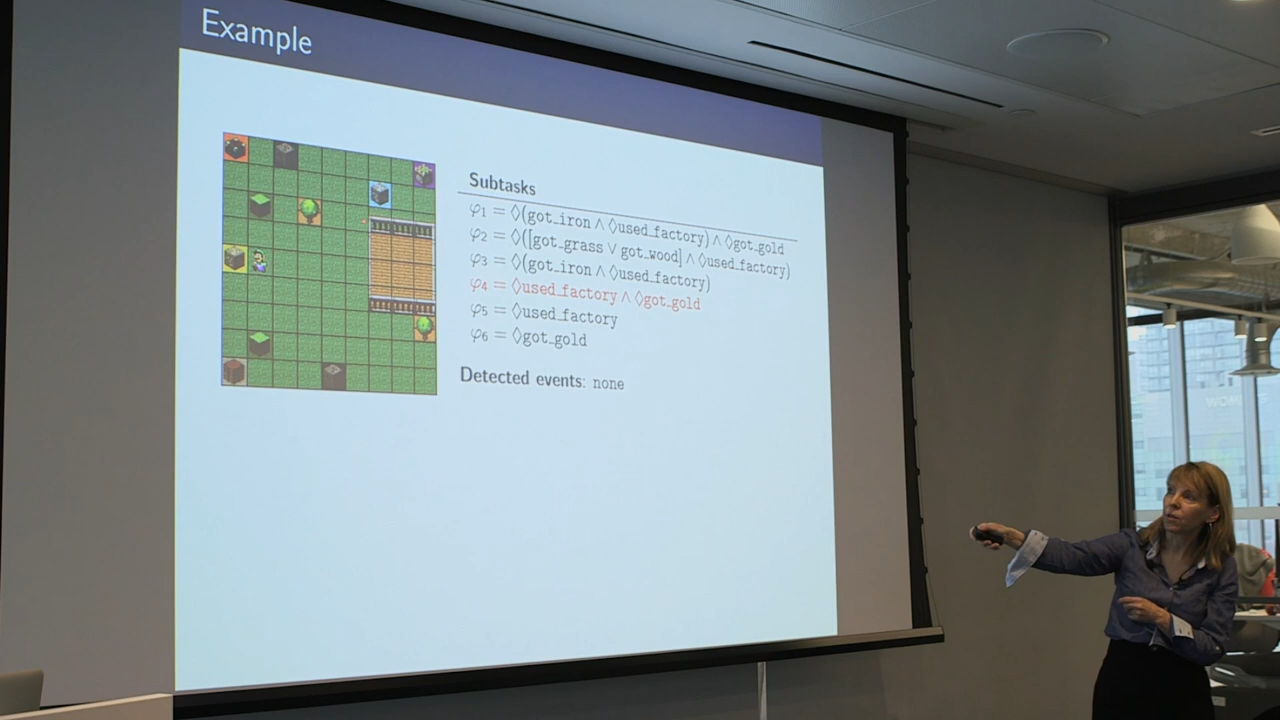 Example
Subtasks
φ₁ = ◊(got_iron ∧ ◊used_factory) ∧ ◊got_gold
φ₂ = ◊([got_grass ∨ got_wood] ∧ ◊used_factory)
φ₃ = ◊(got_iron ∧ ◊used_factory)
φ₄ = ◊used_factory ∧ ◊got_gold
φ₅ = ◊used_factory
φ₆ = ◊got_gold
Detected events: none